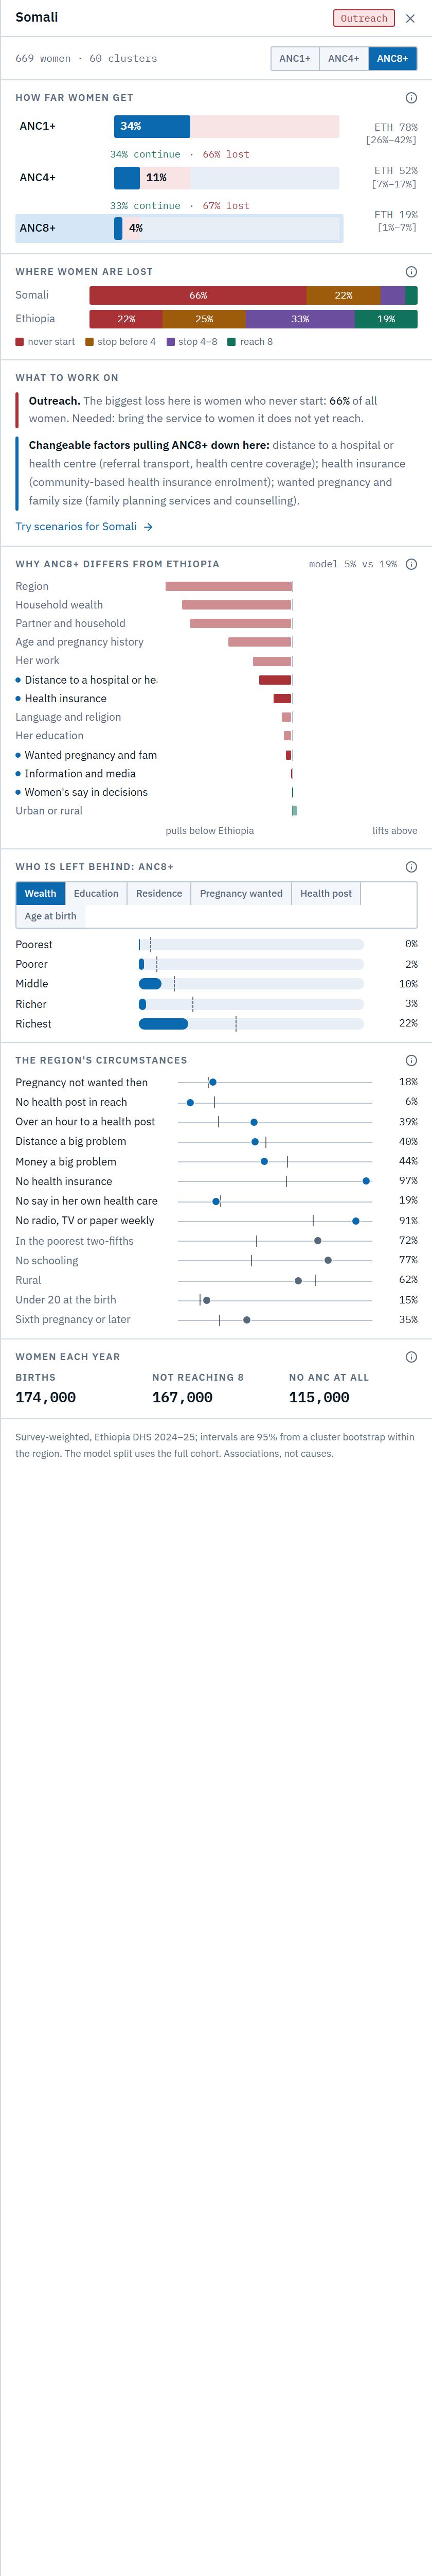 Somali
Outreach
669 women · 60 clusters
ANC1+ ANC4+ ANC8+
HOW FAR WOMEN GET
ANC1+ 34% ETH 78%
[26%–42%]
34% continue · 66% lost
ANC4+ 11% ETH 52%
[7%–17%]
33% continue · 67% lost
ANC8+ 4% ETH 19%
[1%–7%]
WHERE WOMEN ARE LOST
Somali 66% 22%
Ethiopia 22% 25% 33% 19%
never start stop before 4 stop 4–8 reach 8
WHAT TO WORK ON
Outreach. The biggest loss here is women who never start: 66% of all
women. Needed: bring the service to women it does not yet reach.
Changeable factors pulling ANC8+ down here: distance to a hospital or
health centre (referral transport, health centre coverage); health insurance
(community-based health insurance enrolment); wanted pregnancy and
family size (family planning services and counselling).
Try scenarios for Somali →
WHY ANC8+ DIFFERS FROM ETHIOPIA model 5% vs 19%
Region
Household wealth
Partner and household
Age and pregnancy history
Her work
Distance to a hospital or he
Health insurance
Language and religion
Her education
Wanted pregnancy and fam
Information and media
Women's say in decisions
Urban or rural
pulls below Ethiopia lifts above
WHO IS LEFT BEHIND: ANC8+
Wealth Education Residence Pregnancy wanted Health post
Age at birth
Poorest 0%
Poorer 2%
Middle 10%
Richer 3%
Richest 22%
THE REGION'S CIRCUMSTANCES
Pregnancy not wanted then 18%
No health post in reach 6%
Over an hour to a health post 39%
Distance a big problem 40%
Money a big problem 44%
No health insurance 97%
No say in her own health care 19%
No radio, TV or paper weekly 91%
In the poorest two-fifths 72%
No schooling 77%
Rural 62%
Under 20 at the birth 15%
Sixth pregnancy or later 35%
WOMEN EACH YEAR
BIRTHS NOT REACHING 8 NO ANC AT ALL
174,000 167,000 115,000
Survey-weighted, Ethiopia DHS 2024–25; intervals are 95% from a cluster bootstrap within
the region. The model split uses the full cohort. Associations, not causes.